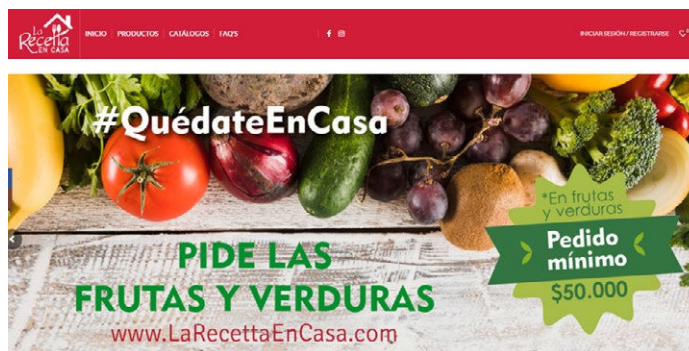 La
Recetta
EN CASA
INICIO PRODUCTOS CATÁLOGOS FAQ'S
INICIAR SESIÓN / REGISTRARSE
0
#QuédateEnCasa
*En frutas
y verduras
Pedido
mínimo
$50.000
PIDE LAS
FRUTAS Y VERDURAS
www.LaRecettaEnCasa.com